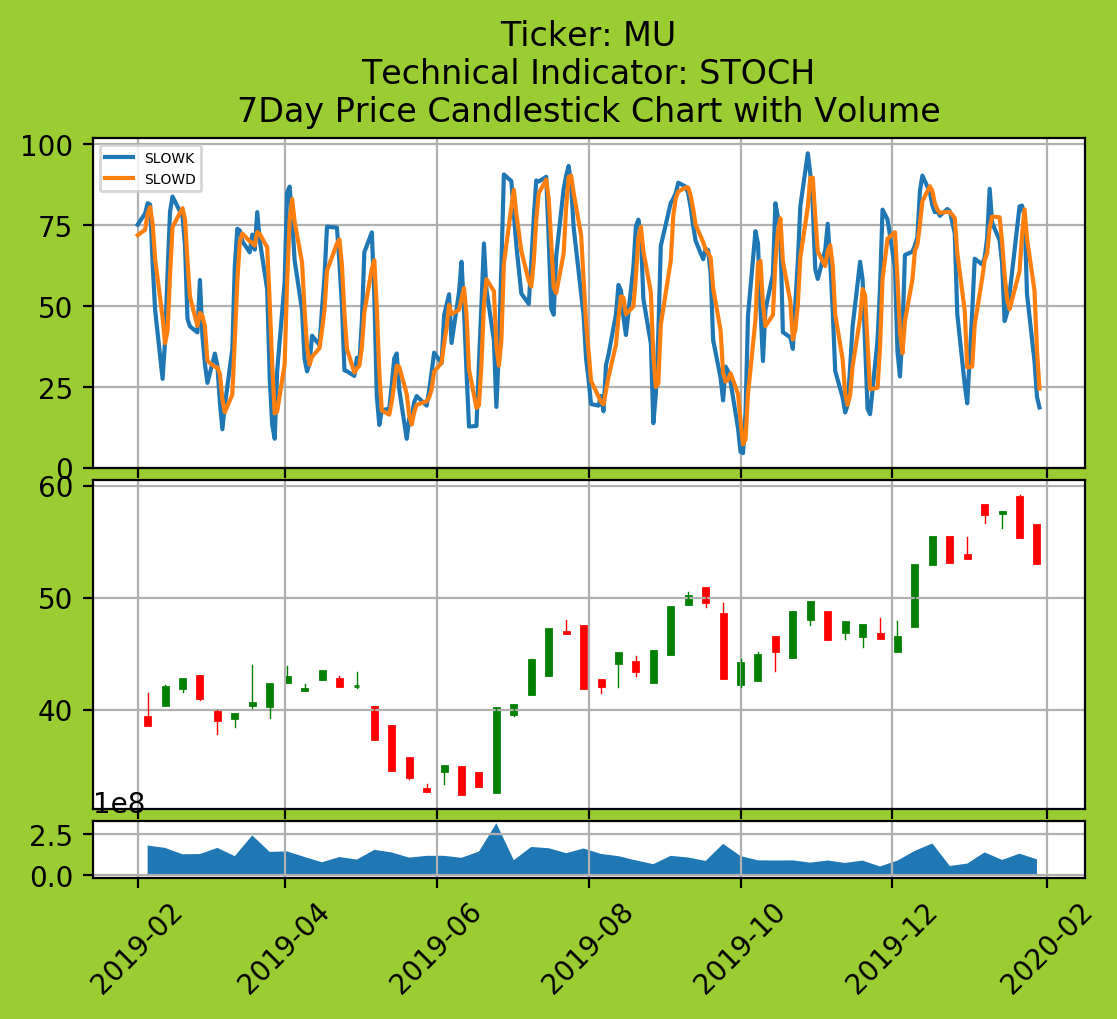 Ticker: MU
Technical Indicator: STOCH
7Day Price Candlestick Chart with Volume
100
SLOWK
SLOWD
75
50
25
0
60
50
40
1e8
2.5
0.0
2019-02
2019-04
2019-06
2019-08
2019-10
2019-12
2020-02